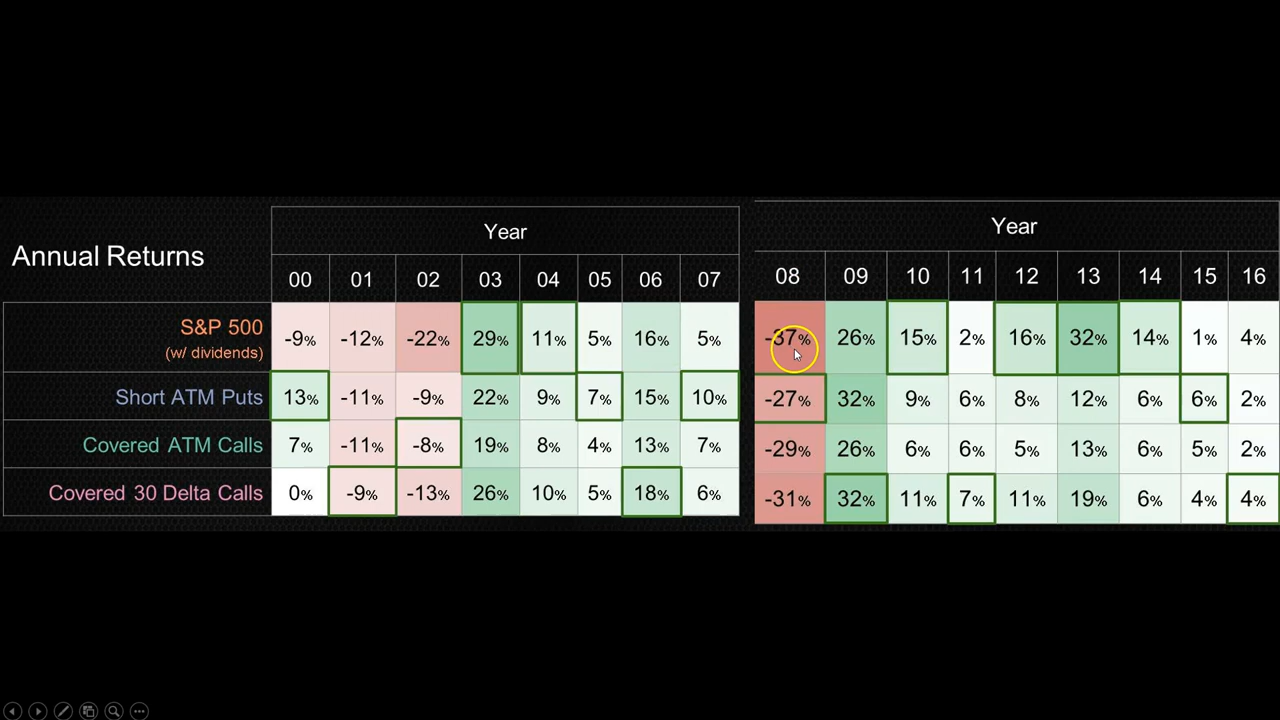 Annual Returns
Year
Year
00 01 02 03 04 05 06 07
08 09 10 11 12 13 14 15 16
S&P 500
(w/ dividends)
-9% -12% -22% 29% 11% 5% 16% 5% -37% 26% 15% 2% 16% 32% 14% 1% 4%
Short ATM Puts 13% -11% -9% 22% 9% 7% 15% 10% -27% 32% 9% 6% 8% 12% 6% 6% 2%
Covered ATM Calls 7% -11% -8% 19% 8% 4% 13% 7% -29% 26% 6% 6% 5% 13% 6% 5% 2%
Covered 30 Delta Calls 0% -9% -13% 26% 10% 5% 18% 6% -31% 32% 11% 7% 11% 19% 6% 4% 4%